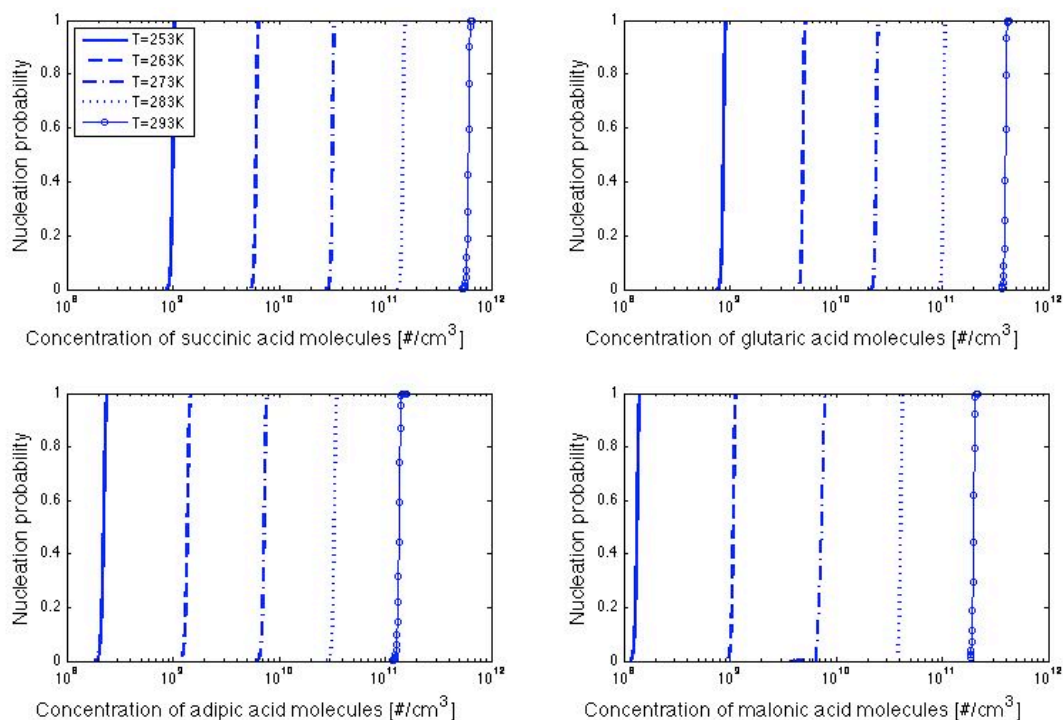 Nucleation probability
1
0.8
0.6
0.4
0.2
0
T=253K
T=263K
T=273K
T=283K
T=293K
10^8 10^9 10^10 10^11 10^12
Concentration of succinic acid molecules [#/cm^3]
Nucleation probability
1
0.8
0.6
0.4
0.2
0
10^8 10^9 10^10 10^11 10^12
Concentration of glutaric acid molecules [#/cm^3]
Nucleation probability
1
0.8
0.6
0.4
0.2
0
10^8 10^9 10^10 10^11 10^12
Concentration of adipic acid molecules [#/cm^3]
Nucleation probability
1
0.8
0.6
0.4
0.2
0
10^8 10^9 10^10 10^11 10^12
Concentration of malonic acid molecules [#/cm^3]